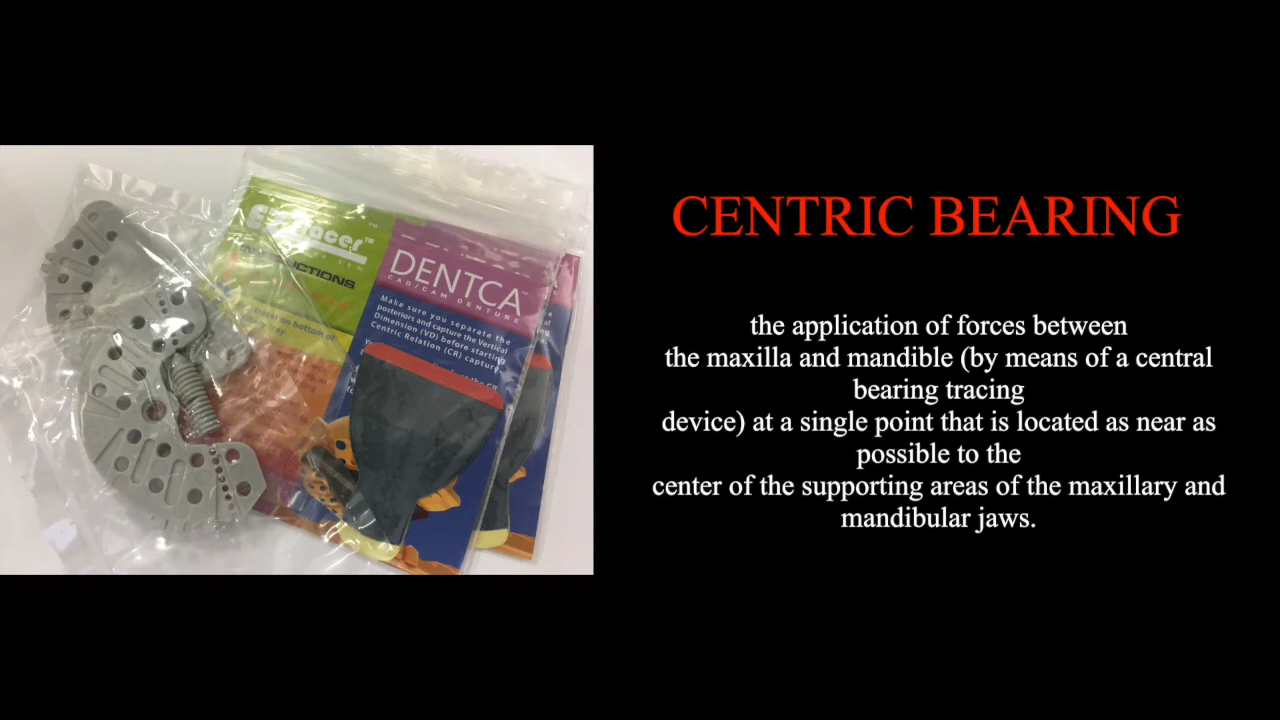 Tracer™
DENTCA™
CAD/CAM DENTURE
Make sure you separate the
posteriors and capture the Vertical
Dimension (VD) before starting
Centric Relation (CR) capture.
CENTRIC BEARING
the application of forces between
the maxilla and mandible (by means of a central
bearing tracing
device) at a single point that is located as near as
possible to the
center of the supporting areas of the maxillary and
mandibular jaws.